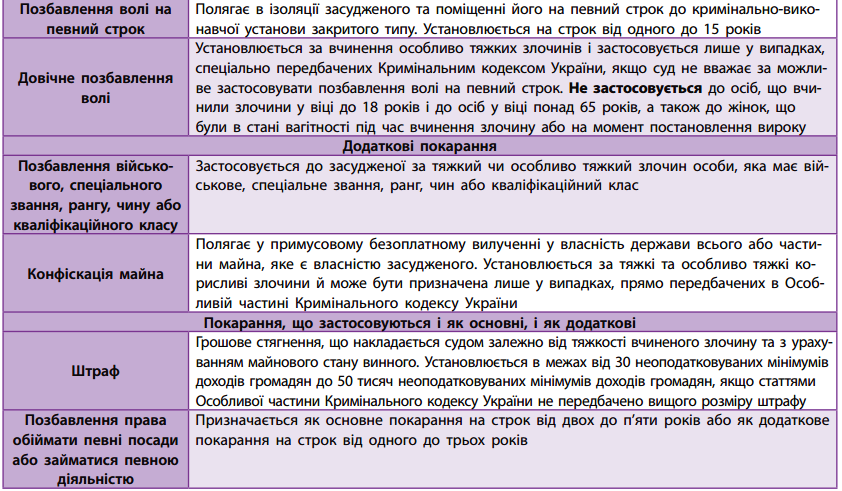 Позбавлення волі на
певний строк
Полягає в ізоляції засудженого та поміщенні його на певний строк до кримінально-вико-
навчої установи закритого типу. Установлюється на строк від одного до 15 років
Довічне позбавлення
волі
Установлюється за вчинення особливо тяжких злочинів і застосовується лише у випадках,
спеціально передбачених Кримінальним кодексом України, якщо суд не вважає за можли-
ве застосовувати позбавлення волі на певний строк. Не застосовується до осіб, що вчи-
нили злочини у віці до 18 років і до осіб у віці понад 65 років, а також до жінок, що
були в стані вагітності під час вчинення злочину або на момент постановлення вироку
Додаткові покарання
Позбавлення військо-
вого, спеціального
звання, рангу, чину або
кваліфікаційного класу
Застосовується до засудженої за тяжкий чи особливо тяжкий злочин особи, яка має вій-
ськове, спеціальне звання, ранг, чин або кваліфікаційний клас
Конфіскація майна
Полягає у примусовому безоплатному вилученні у власність держави всього або части-
ни майна, яке є власністю засудженого. Установлюється за тяжкі та особливо тяжкі ко-
рисливі злочини й може бути призначена лише у випадках, прямо передбачених в Особ-
ливій частині Кримінального кодексу України
Покарання, що застосовуються і як основні, і як додаткові
Штраф
Грошове стягнення, що накладається судом залежно від тяжкості вчиненого злочину та з ураху-
ванням майнового стану винного. Установлюється в межах від 30 неоподатковуваних мінімумів
доходів громадян до 50 тисяч неоподатковуваних мінімумів доходів громадян, якщо статтями
Особливої частини Кримінального кодексу України не передбачено вищого розміру штрафу
Позбавлення права
обіймати певні посади
або займатися певною
діяльністю
Призначається як основне покарання на строк від двох до п’яти років або як додаткове
покарання на строк від одного до трьох років